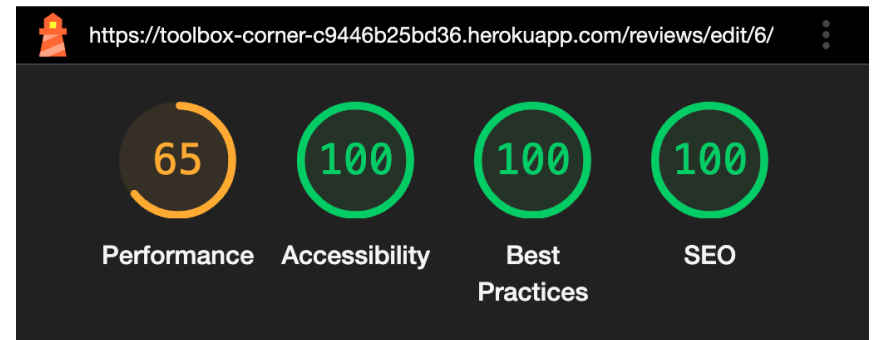 https://toolbox-corner-c9446b25bd36.herokuapp.com/reviews/edit/6/
65 100 100 100
Performance Accessibility Best Practices SEO